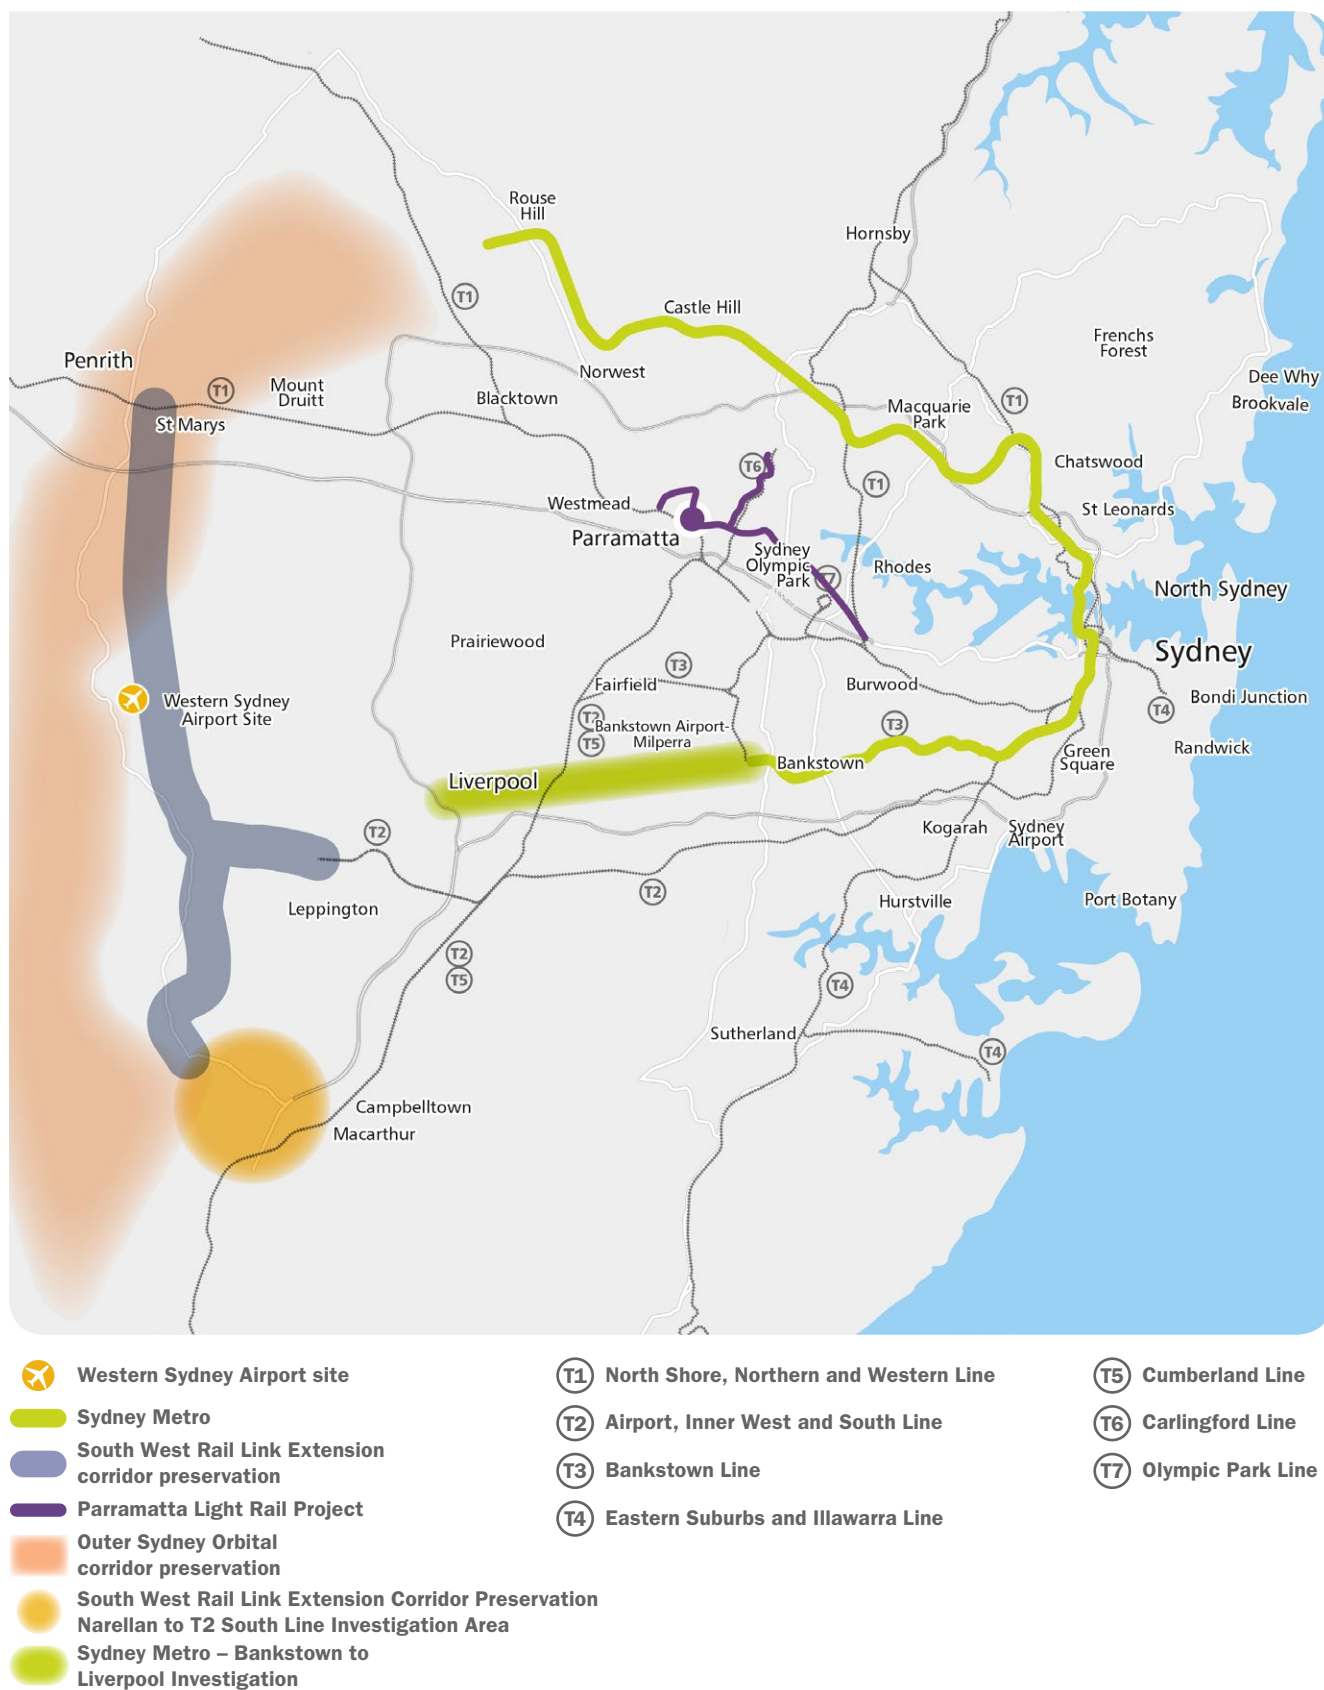 Rouse
Hill
Hornsby
T1
Castle Hill
Frenchs
Forest
Penrith
Norwest
Dee Why
T1
Mount
Druitt
Blacktown
T1
Brookvale
Macquarie
Park
St Marys
Chatswood
T6
T1
Westmead
St Leonards
Parramatta
Sydney
Olympic
Park
Rhodes
7
North Sydney
Prairiewood
Sydney
T3
Fairfield
Burwood
Bondi Junction
Western Sydney
Airport Site
T4
T2
T5
Bankstown Airport-
Milperra
T3
Randwick
Green
Square
Bankstown
Liverpool
T2
Kogarah
Sydney
Airport
T2
Hurstville
Port Botany
Leppington
T2
T5
T4
Sutherland
T4
Campbelltown
Macarthur
Western Sydney Airport site
Sydney Metro
South West Rail Link Extension
corridor preservation
Parramatta Light Rail Project
Outer Sydney Orbital
corridor preservation
South West Rail Link Extension Corridor Preservation
Narellan to T2 South Line Investigation Area
Sydney Metro – Bankstown to
Liverpool Investigation
T1 North Shore, Northern and Western Line
T2 Airport, Inner West and South Line
T3 Bankstown Line
T4 Eastern Suburbs and Illawarra Line
T5 Cumberland Line
T6 Carlingford Line
T7 Olympic Park Line